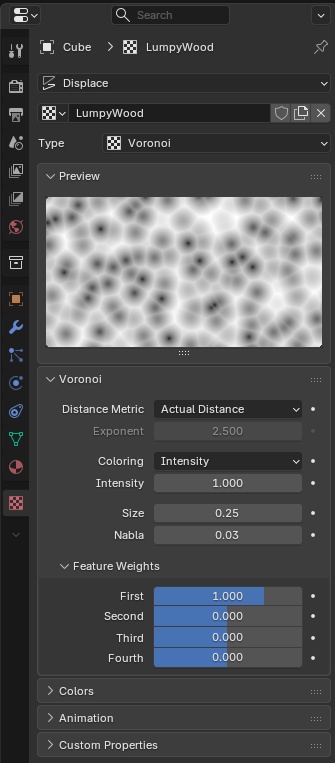 Search
Cube > LumpyWood
Displace
LumpyWood
Type Voronoi
Preview
Voronoi
Distance Metric Actual Distance
Exponent 2.500
Coloring Intensity
Intensity 1.000
Size 0.25
Nabla 0.03
Feature Weights
First 1.000
Second 0.000
Third 0.000
Fourth 0.000
Colors
Animation
Custom Properties